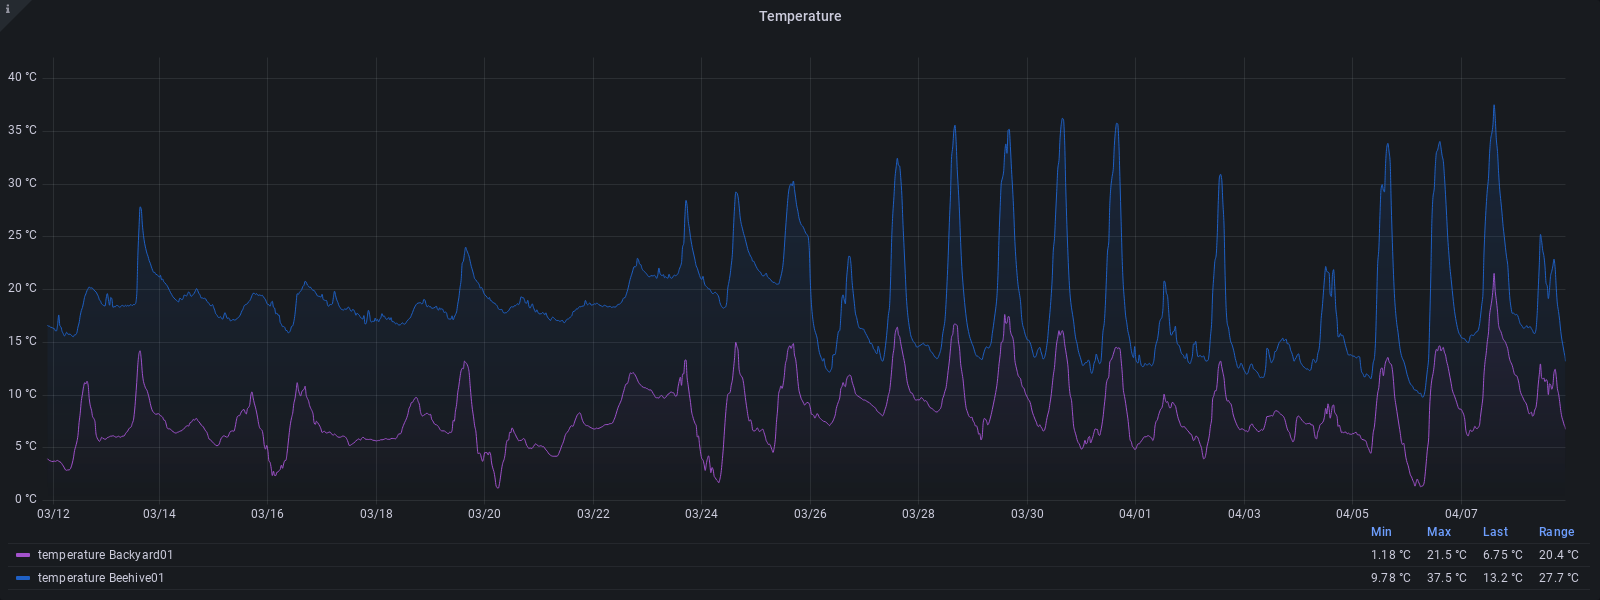 i
Temperature
40 °C
35 °C
30 °C
25 °C
20 °C
15 °C
10 °C
5 °C
0 °C
03/12 03/14 03/16 03/18 03/20 03/22 03/24 03/26 03/28 03/30 04/01 04/03 04/05 04/07
Min Max Last Range
temperature Backyard01 1.18 °C 21.5 °C 6.75 °C 20.4 °C
temperature Beehive01 9.78 °C 37.5 °C 13.2 °C 27.7 °C